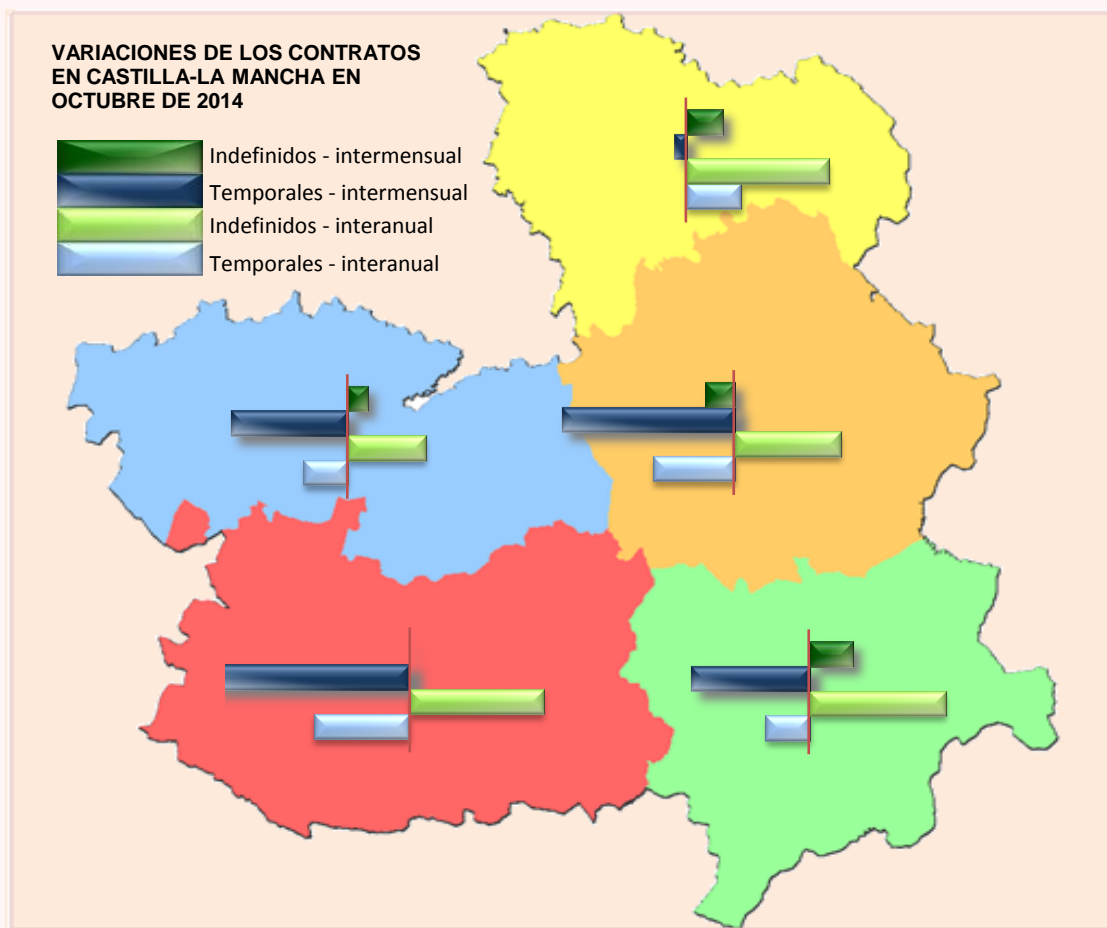 VARIACIONES DE LOS CONTRATOS
EN CASTILLA-LA MANCHA EN
OCTUBRE DE 2014
Indefinidos - intermensual
Temporales - intermensual
Indefinidos - interanual
Temporales - interanual